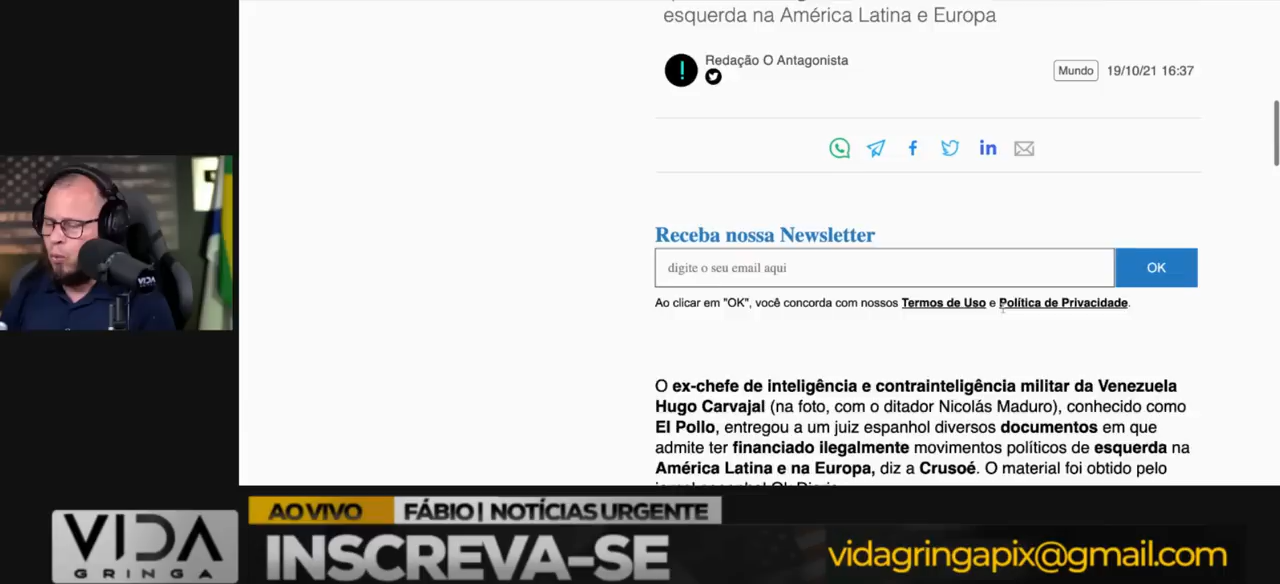 esquerda na América Latina e Europa
Redação O Antagonista
Mundo 19/10/21 16:37
Receba nossa Newsletter
digite o seu email aqui
OK
Ao clicar em "OK", você concorda com nossos Termos de Uso e Política de Privacidade.
O ex-chefe de inteligência e contrainteligência militar da Venezuela
Hugo Carvajal (na foto, com o ditador Nicolás Maduro), conhecido como
El Pollo, entregou a um juiz espanhol diversos documentos em que
admite ter financiado ilegalmente movimentos políticos de esquerda na
América Latina e na Europa, diz a Crusoé. O material foi obtido pelo
VIDA
AO VIVO FÁBIO | NOTÍCIAS URGENTE
VIDA
GRINGA
INSCREVA-SE
vidagringapix@gmail.com